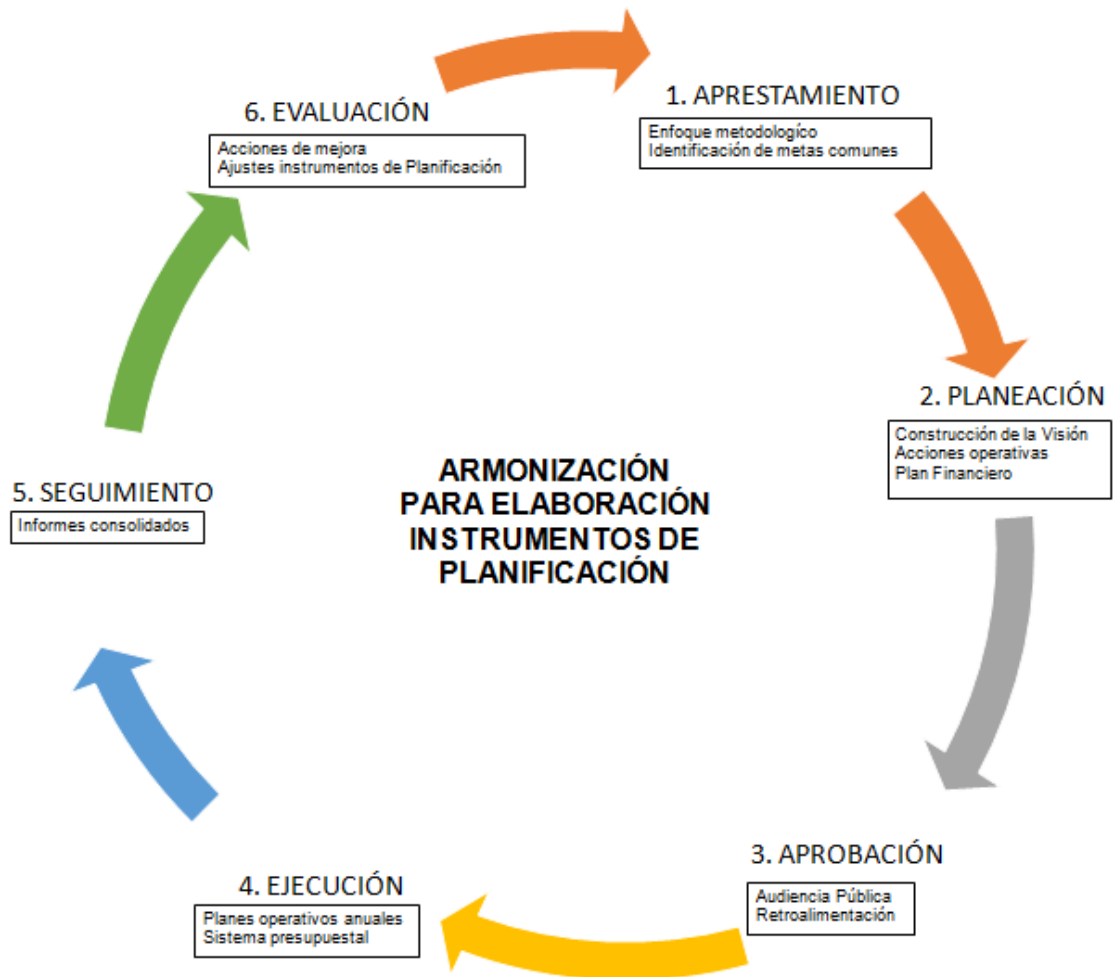 6. EVALUACIÓN
Acciones de mejora
Ajustes instrumentos de Planificación
1. APRESTAMIENTO
Enfoque metodologíco
Identificación de metas comunes
2. PLANEACIÓN
Construcción de la Visión
Acciones operativas
Plan Financiero
ARMONIZACIÓN
PARA ELABORACIÓN
INSTRUMENTOS DE
PLANIFICACIÓN
5. SEGUIMIENTO
Informes consolidados
3. APROBACIÓN
Audiencia Pública
Retroalimentación
4. EJECUCIÓN
Planes operativos anuales
Sistema presupuestal